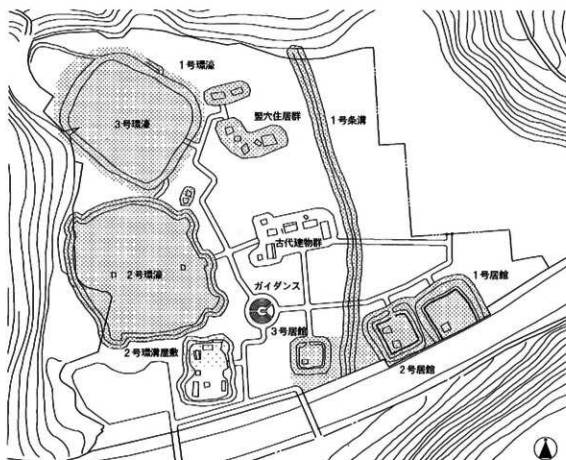 1号環濠
竪穴住居群
1号条溝
3号環濠
古代建物群
2号環濠
ガイダンス
1号居館
3号居館
2号環溝屋敷
2号居館